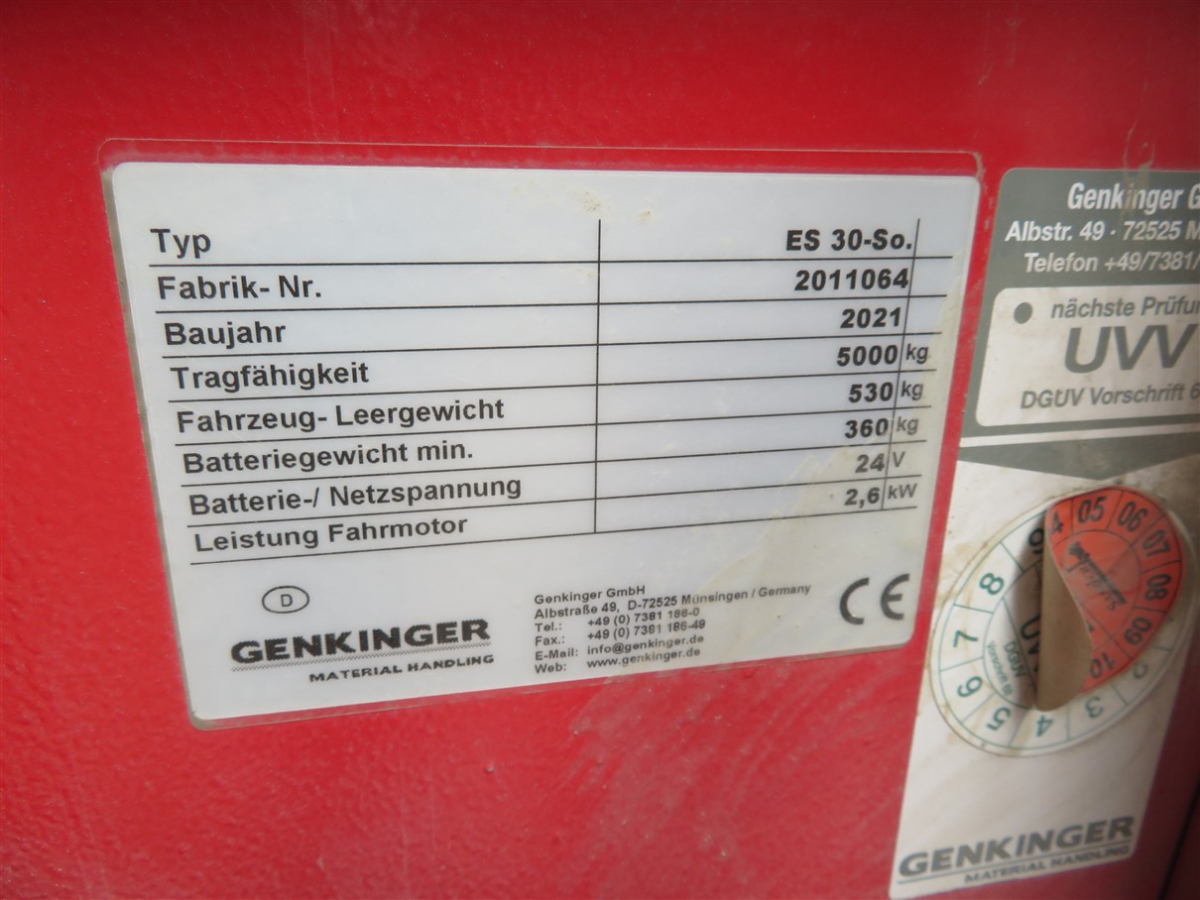 Typ ES 30-So.
Fabrik- Nr. 2011064
Baujahr 2021
Tragfähigkeit 5000 kg
Fahrzeug- Leergewicht 530 kg
Batteriegewicht min. 360 kg
Batterie-/ Netzspannung 24 V
Leistung Fahrmotor 2,6 kW
D
GENKINGER
MATERIAL HANDLING
Genkinger GmbH
Albstraße 49, D-72525 Münsingen / Germany
Tel.: +49 (0) 7381 186-0
Fax.: +49 (0) 7381 186-49
E-Mail: info@genkinger.de
Web: www.genkinger.de
CE
Genkinger G
Albstr. 49 · 72525 M
Telefon +49/7381/
nächste Prüfun
UVV
DGUV Vorschrift 6
4 05 06 07 08 09 10
2 3 4 5 6 7 8
DGUV
GENKINGER
MATERIAL HANDLING